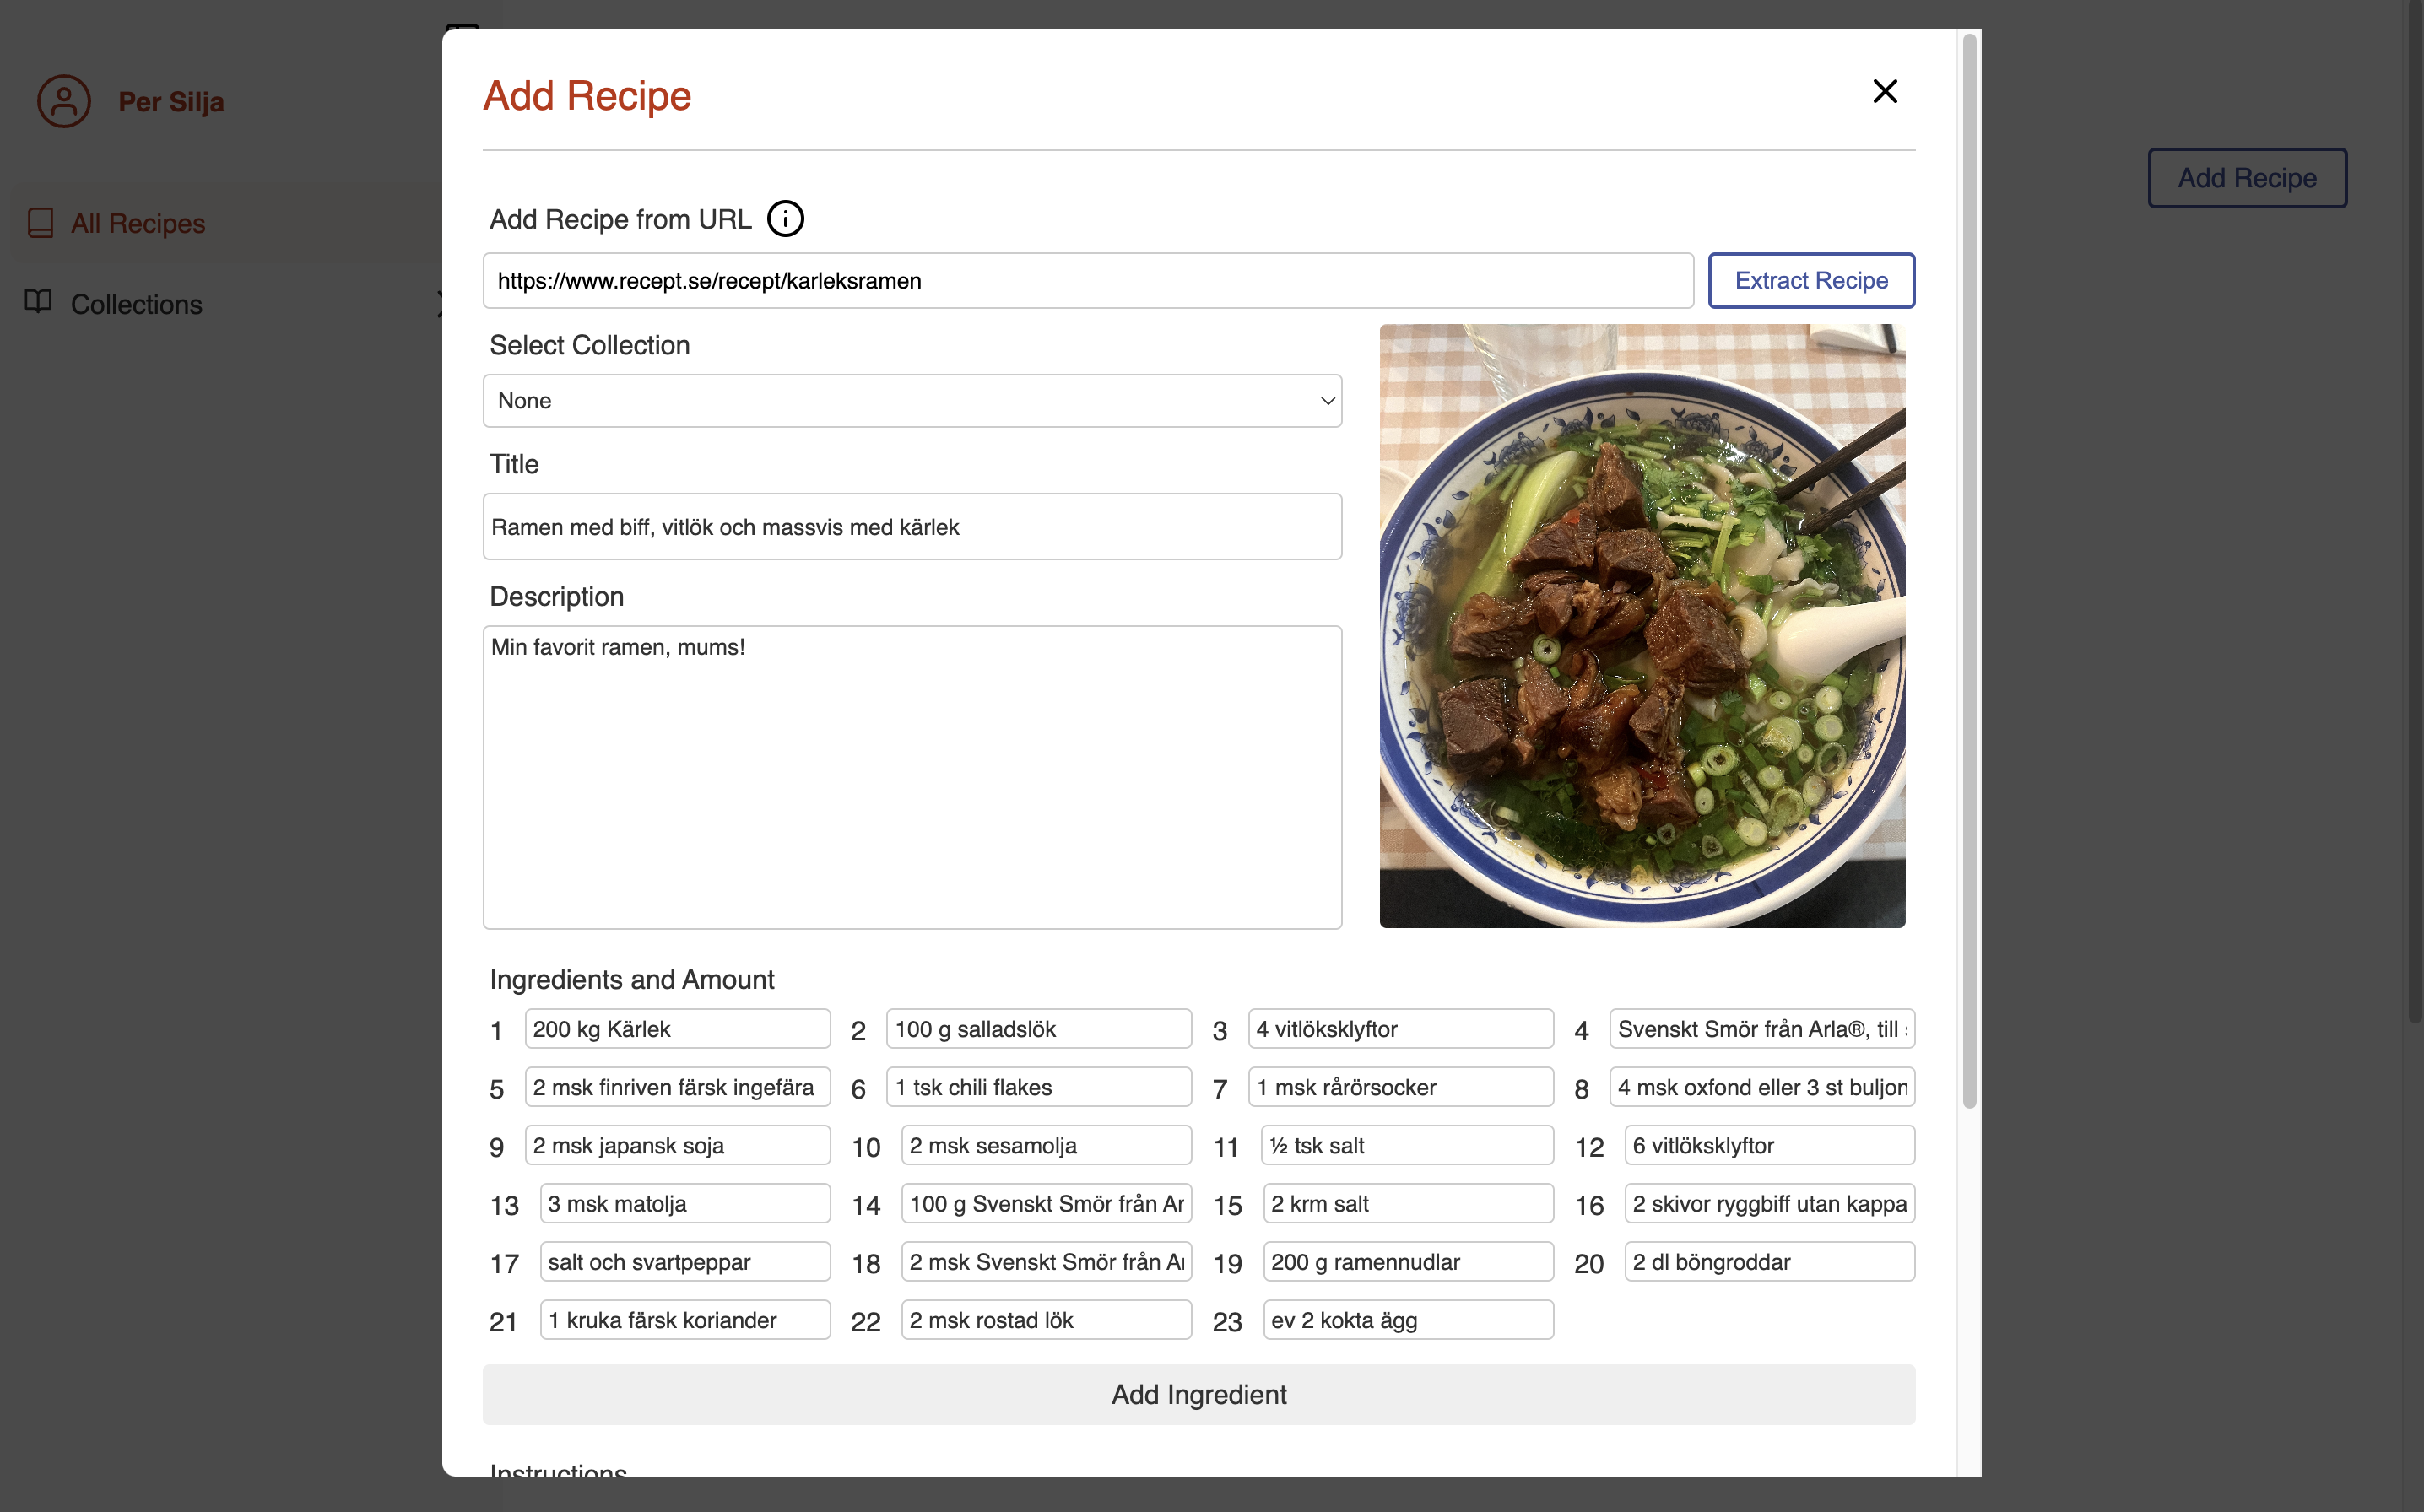 Per Silja
All Recipes
Collections
Add Recipe
Add Recipe
Add Recipe from URL
https://www.recept.se/recept/karleksramen
Extract Recipe
Select Collection
None
Title
Ramen med biff, vitlök och massvis med kärlek
Description
Min favorit ramen, mums!
Ingredients and Amount
1 200 kg Kärlek
2 100 g salladslök
3 4 vitlöksklyftor
4 Svenskt Smör från Arla®, till
5 2 msk finriven färsk ingefära
6 1 tsk chili flakes
7 1 msk rårörsocker
8 4 msk oxfond eller 3 st buljon
9 2 msk japansk soja
10 2 msk sesamolja
11 ½ tsk salt
12 6 vitlöksklyftor
13 3 msk matolja
14 100 g Svenskt Smör från Ar
15 2 krm salt
16 2 skivor ryggbiff utan kappa
17 salt och svartpeppar
18 2 msk Svenskt Smör från A
19 200 g ramennudlar
20 2 dl böngroddar
21 1 kruka färsk koriander
22 2 msk rostad lök
23 ev 2 kokta ägg
Add Ingredient
Instructions